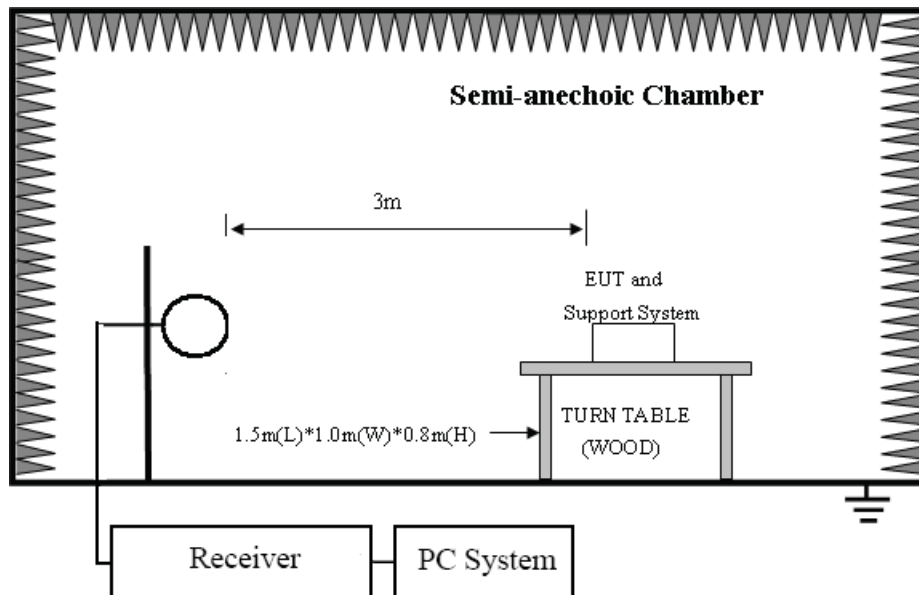 Semi-anechoic Chamber
3m
EUT and
Support System
1.5m(L)*1.0m(W)*0.8m(H)
TURN TABLE
(WOOD)
Receiver
PC System